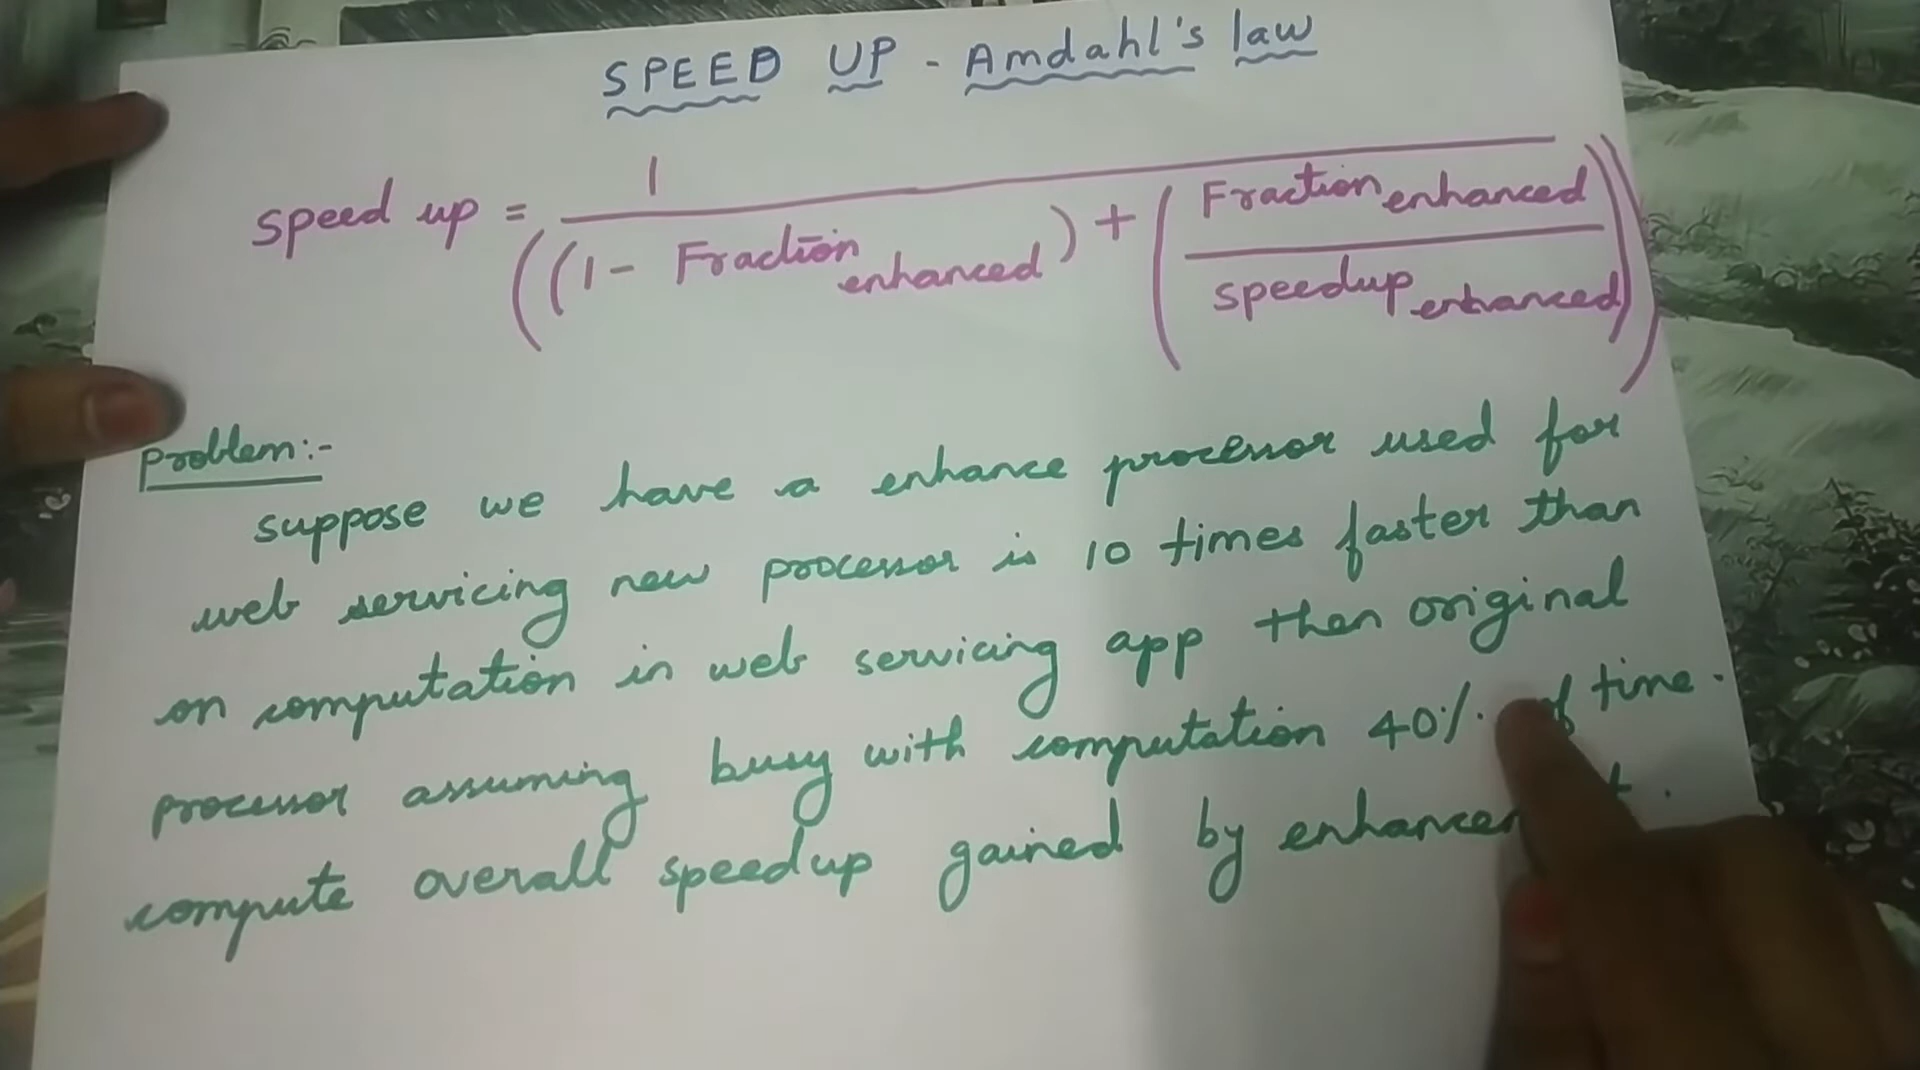 SPEED UP - Amdahl's law
speed up = 1 / ((1 - Fraction enhanced) + (Fraction enhanced / speedup enhanced))
Problem:-
suppose we have a enhance processor used for
web servicing new processor is 10 times faster than
on computation in web servicing app then original
processor assuming busy with computation 40% of time.
compute overall speedup gained by